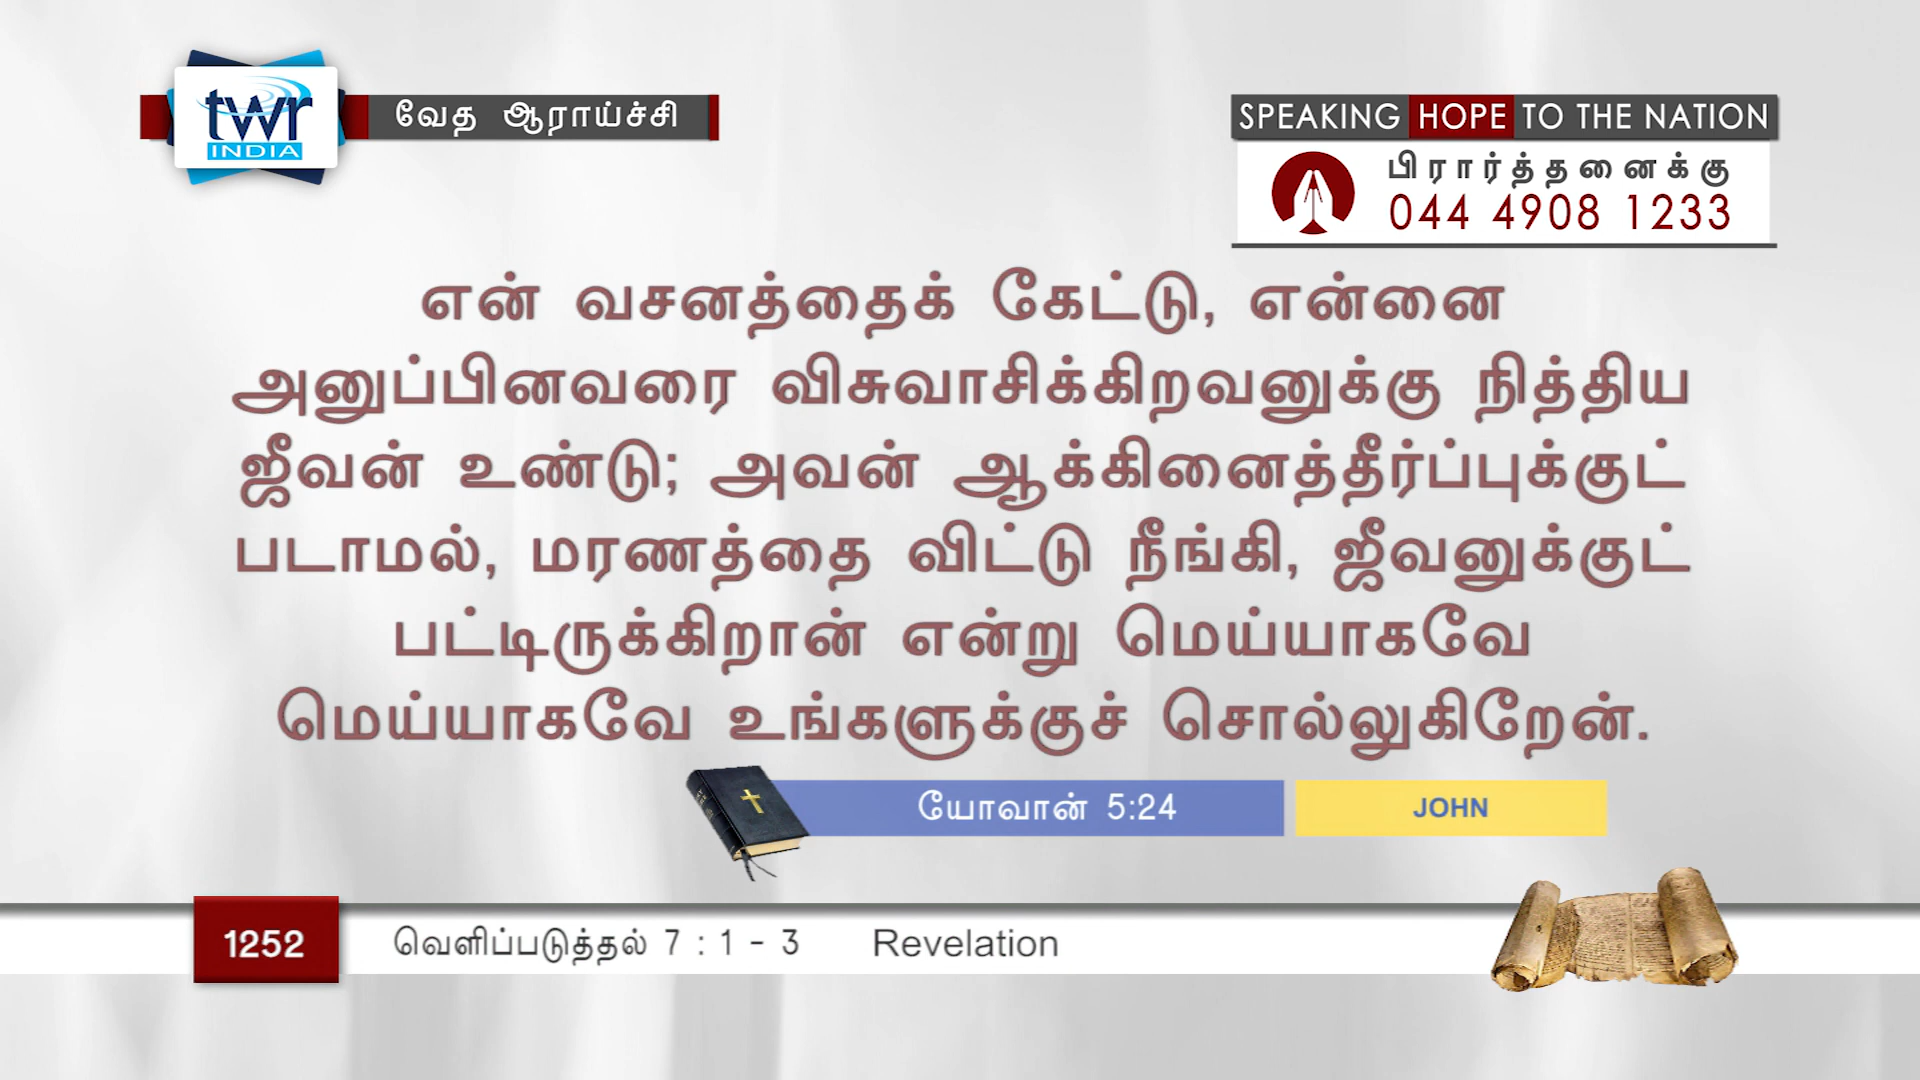 twr
INDIA
வேத ஆராய்ச்சி
SPEAKING HOPE TO THE NATION
பிரார்த்தனைக்கு
044 4908 1233
என் வசனத்தைக் கேட்டு, என்னை
அனுப்பினவரை விசுவாசிக்கிறவனுக்கு நித்திய
ஜீவன் உண்டு; அவன் ஆக்கினைத்தீர்ப்புக்குட்
படாமல், மரணத்தை விட்டு நீங்கி, ஜீவனுக்குட்
பட்டிருக்கிறான் என்று மெய்யாகவே
மெய்யாகவே உங்களுக்குச் சொல்லுகிறேன்.
யோவான் 5:24 JOHN
1252 வெளிப்படுத்தல் 7 : 1 - 3 Revelation